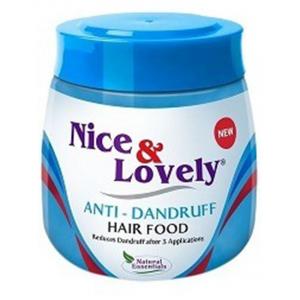 Nice &
Lovely®
NEW
ANTI - DANDRUFF
HAIR FOOD
Reduces Dandruff after 3 Applications
Natural
Essentials